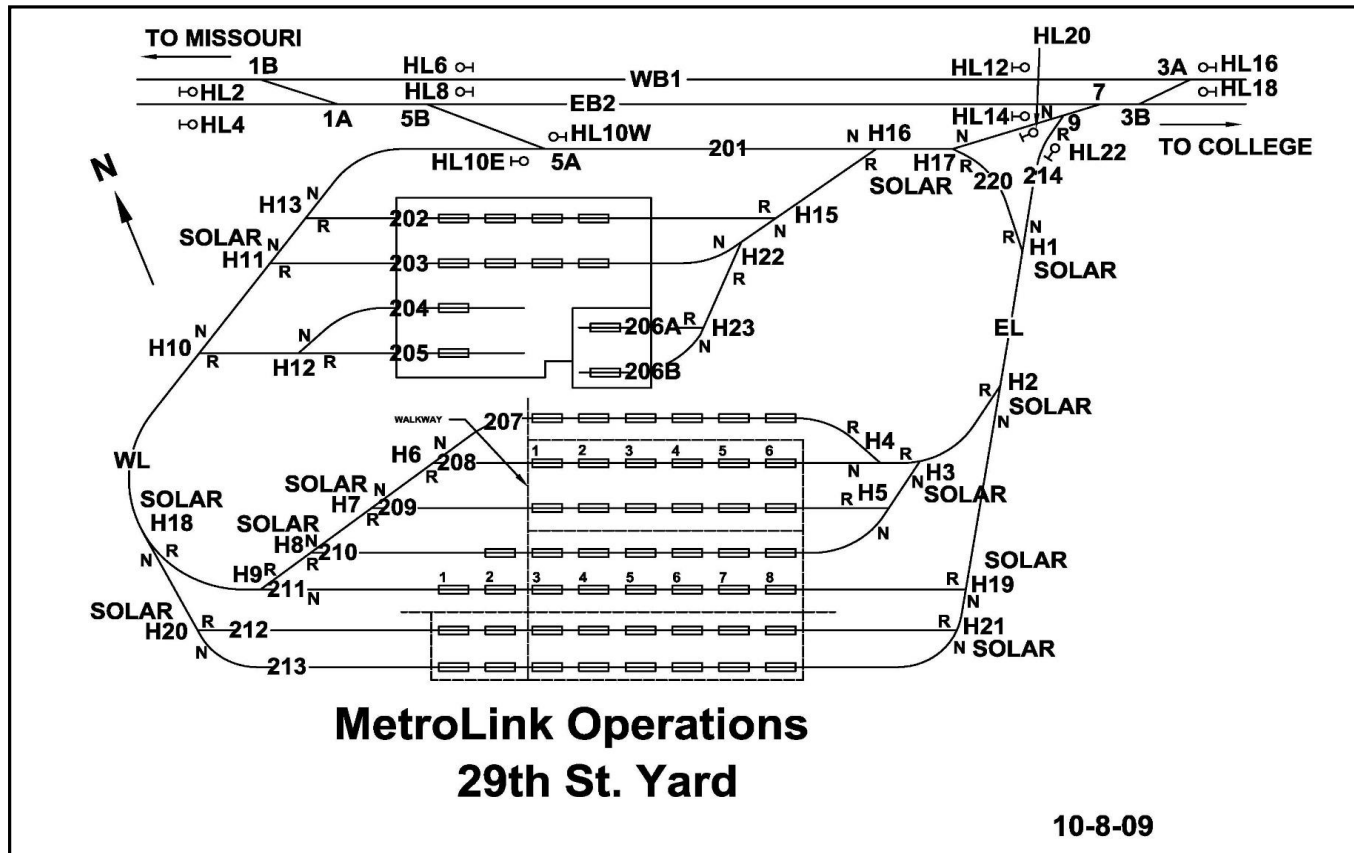 TO MISSOURI
HL20
1B
HL6
WB1
HL12
3A
HL16
HL2
HL8
EB2
7
HL18
HL4
1A
5B
HL14
N
9
3B
HL10W
N
H16
N
R
TO COLLEGE
HL10E
5A
201
R
H17
R
HL22
N
SOLAR
220
214
N
H13
R
202
R
H15
N
SOLAR
N
N
N
R
H1
H11
R
203
H22
SOLAR
R
204
206A
R
H23
EL
N
N
H10
R
H12
R
205
N
206B
R
H2
SOLAR
WALKWAY
207
N
N
H4
WL
H6
208
1
2
3
4
5
6
R
R
N
H3
SOLAR
SOLAR
N
R
H5
N
SOLAR
H7
R
209
H18
SOLAR
N
N
R
H8
R
210
N
H9
R
211
N
1
2
3
4
5
6
7
8
SOLAR
R
H19
N
SOLAR
R
R
H21
H20
212
N
SOLAR
N
213
MetroLink Operations
29th St. Yard
10-8-09